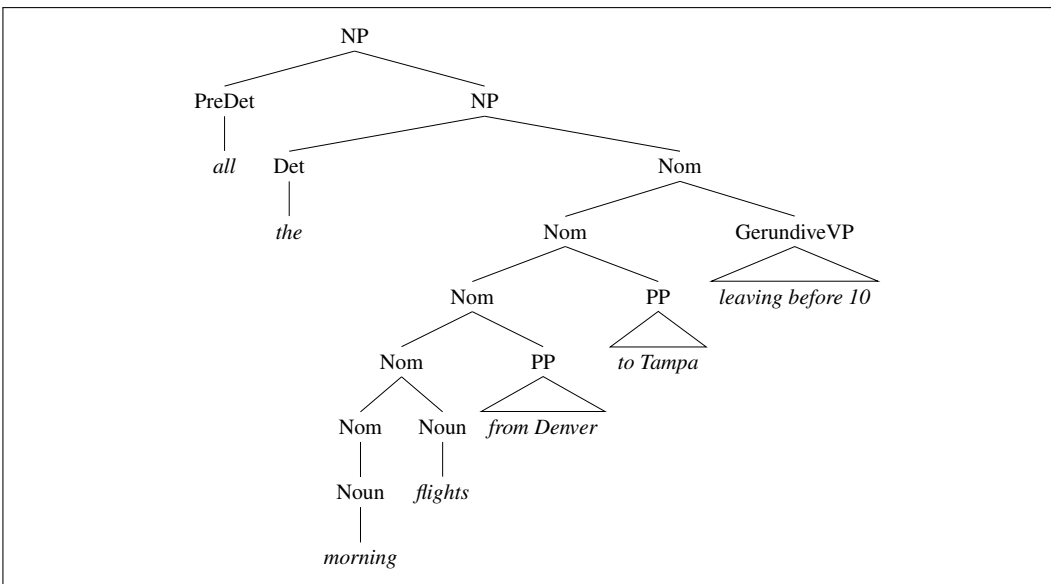 NP
PreDet NP
all Det Nom
the Nom GerundiveVP
Nom PP leaving before 10
Nom PP to Tampa
Nom Noun from Denver
Noun flights
morning